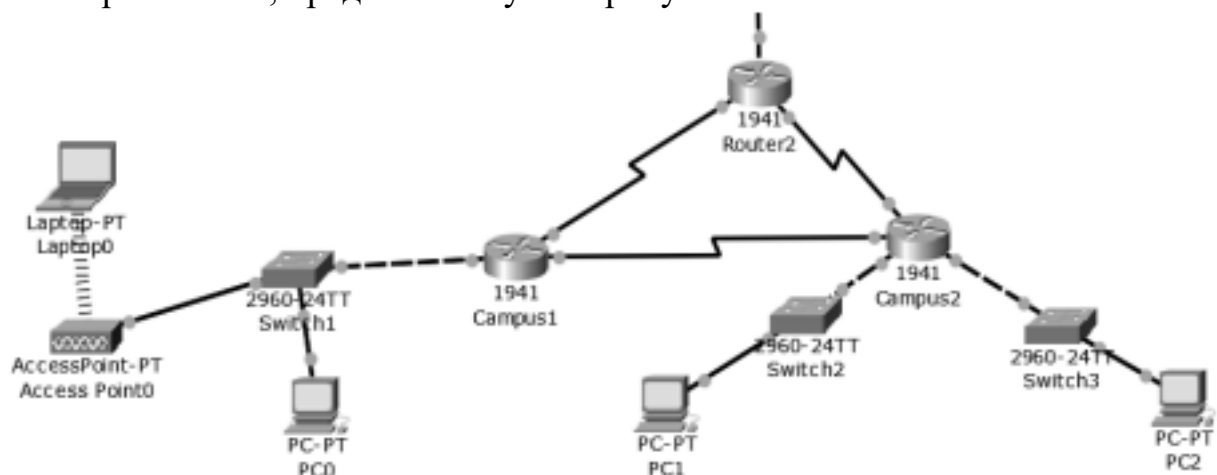 1941
Router2
Laptop-PT
Laptop0
2960-24TT
Switch1
1941
Campus1
1941
Campus2
AccessPoint-PT
Access Point0
2960-24TT
Switch2
2960-24TT
Switch3
PC-PT
PC0
PC-PT
PC1
PC-PT
PC2